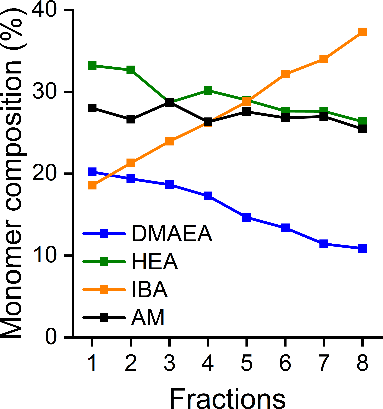 Monomer composition (%)
40
30
20
10
0
DMAEA
HEA
IBA
AM
1 2 3 4 5 6 7 8
Fractions